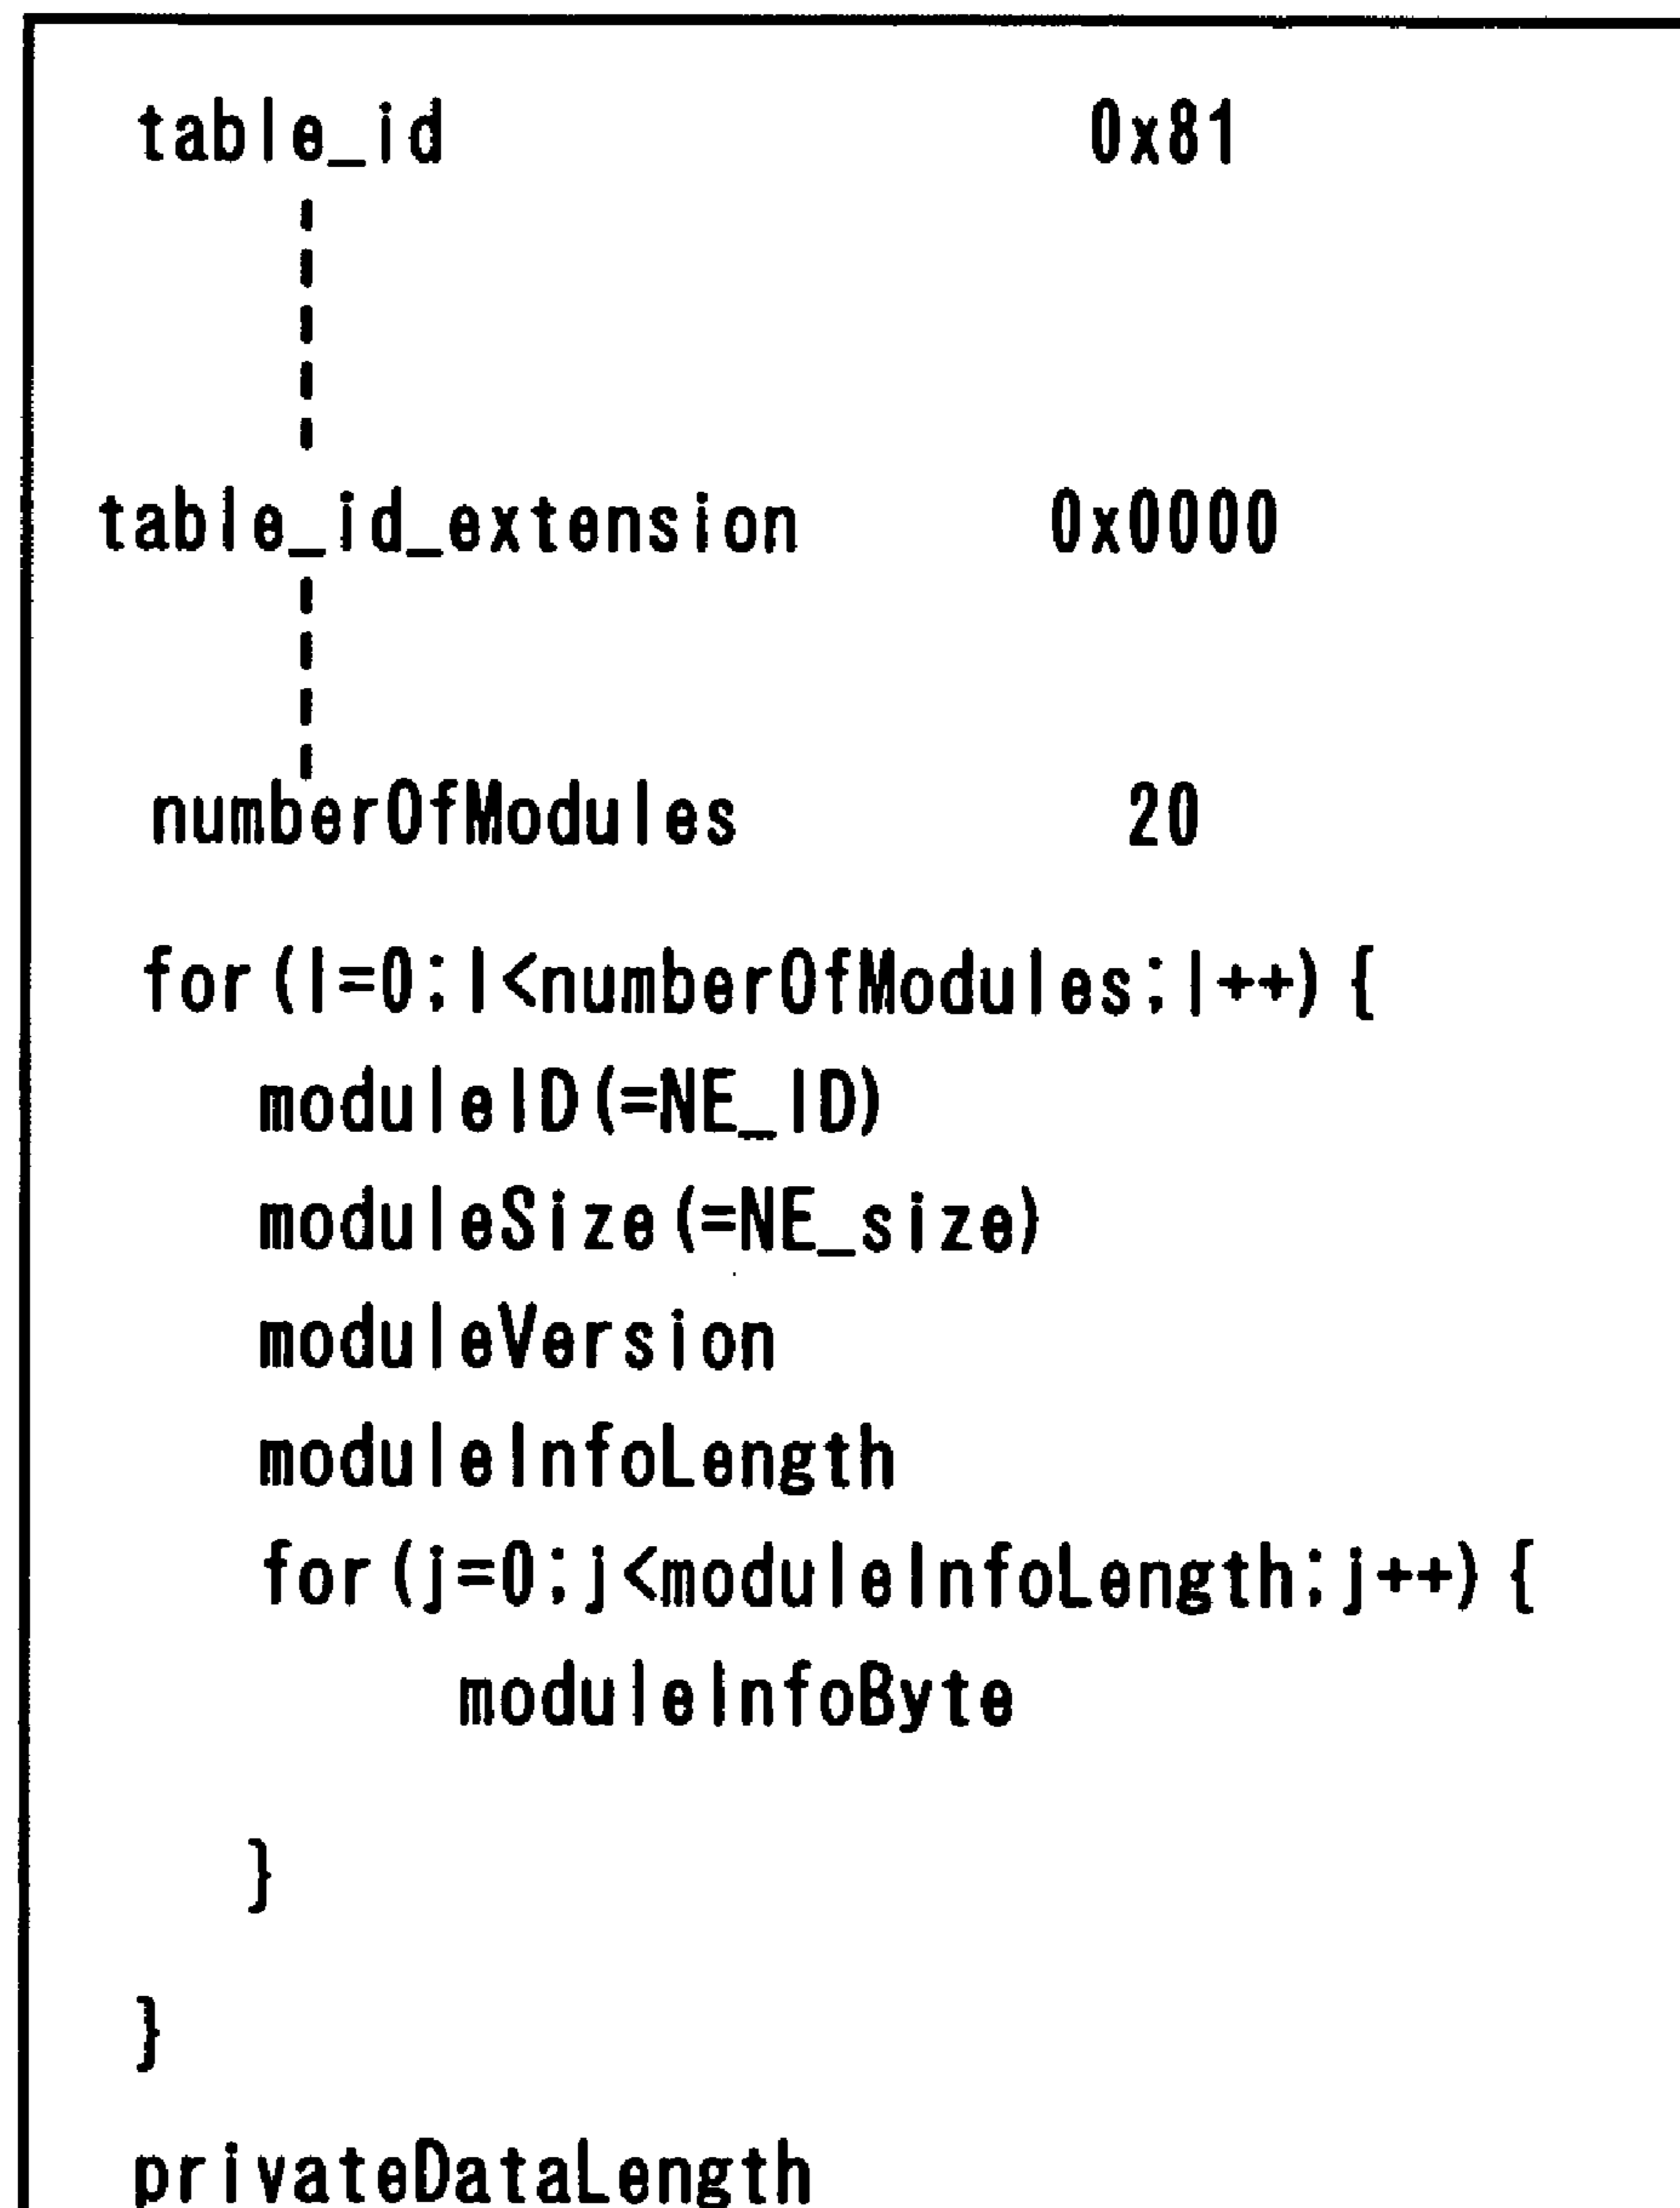 table_id 0x81
table_id_extension 0x0000
numberOfModules 20
for(I=0;I<numberOfModules;I++){
moduleID(=NE_ID)
moduleSize(=NE_size)
moduleVersion
moduleInfoLength
for(j=0;j<moduleInfoLength;j++){
moduleInfoByte
}
}
privateDataLength